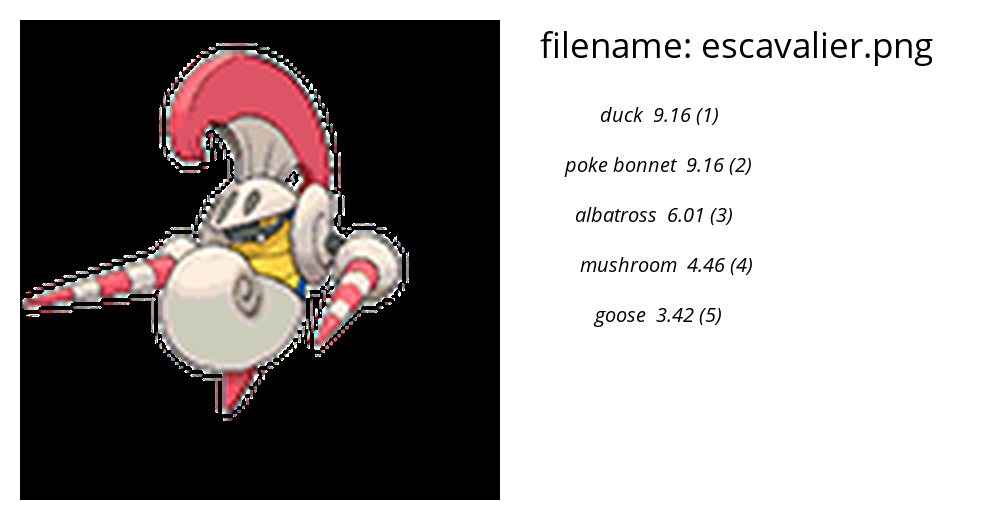 filename: escavalier.png
duck 9.16 (1)
poke bonnet 9.16 (2)
albatross 6.01 (3)
mushroom 4.46 (4)
goose 3.42 (5)